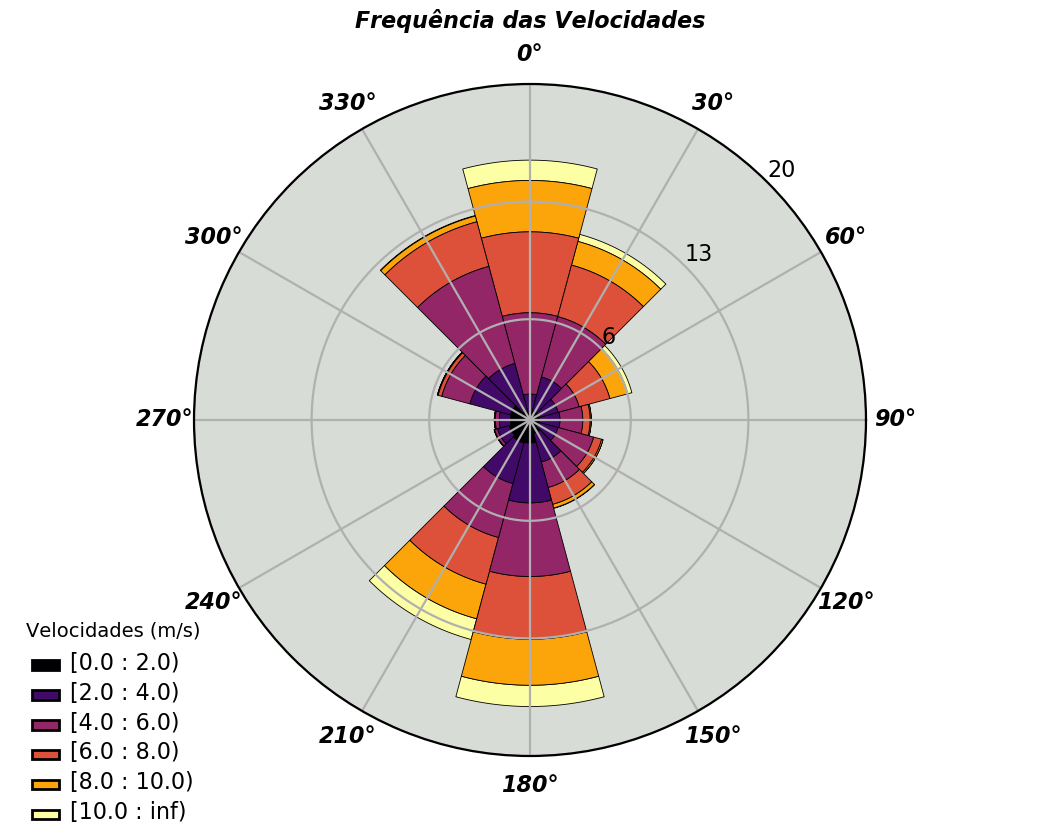 Frequência das Velocidades
0°
330°
30°
20
300°
60°
13
6
270°
90°
240°
120°
210°
150°
180°
Velocidades (m/s)
[0.0 : 2.0)
[2.0 : 4.0)
[4.0 : 6.0)
[6.0 : 8.0)
[8.0 : 10.0)
[10.0 : inf)